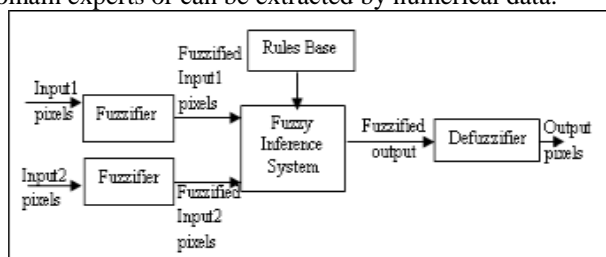 omain experts or can be extracted by numerical data.
Rules Base
Fuzzified
Input1
pixels
Input1
pixels
Fuzzifier
Fuzzy
Inference
System
Fuzzified
output
Defuzzifier
Output
pixels
Input2
pixels
Fuzzifier
Fuzzified
Input2
pixels